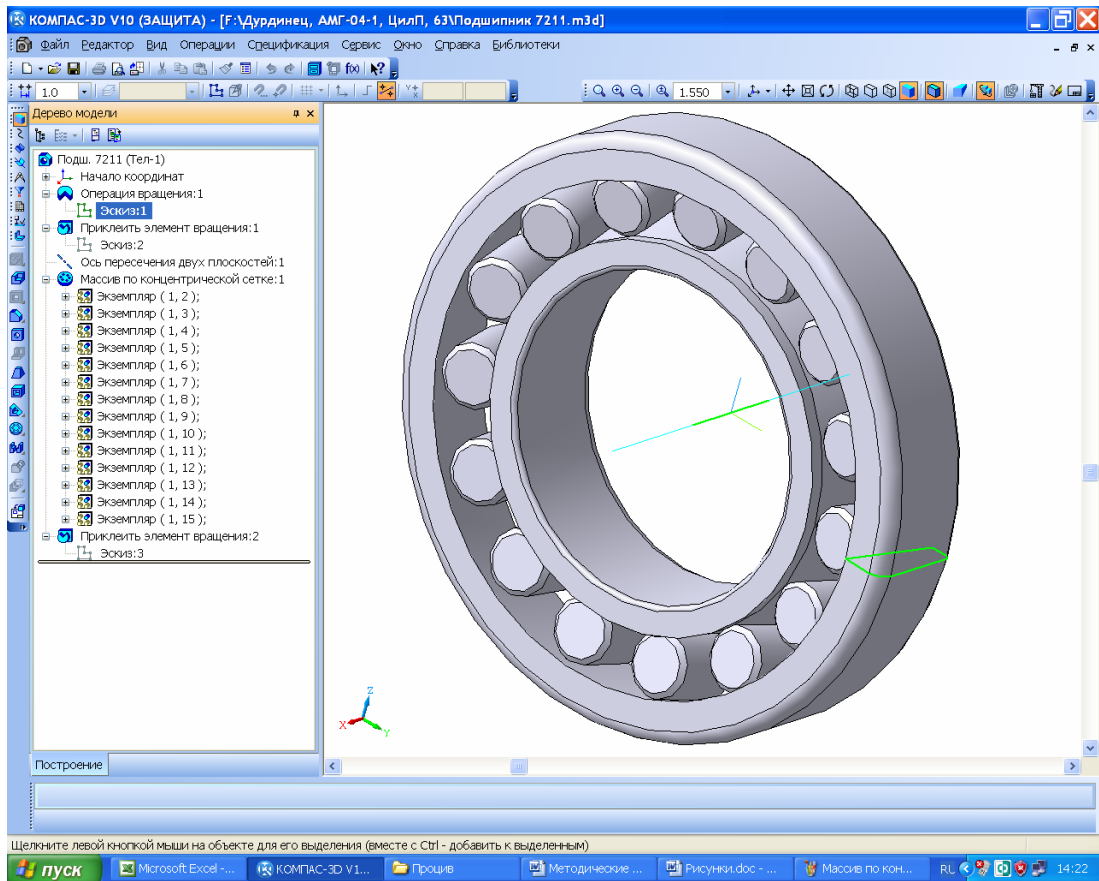 КОМПАС-3D V10 (ЗАЩИТА) - [F:\Дурдинец, АМГ-04-1, ЦилП, 63\Подшипник 7211.m3d]
Файл Редактор Вид Операции Спецификация Сервис Окно Справка Библиотеки
f(x)
1.0
1.550
Дерево модели
Подш. 7211 (Тел-1)
Начало координат
Операция вращения:1
Эскиз:1
Приклеить элемент вращения:1
Эскиз:2
Ось пересечения двух плоскостей:1
Массив по концентрической сетке:1
Экземпляр ( 1, 2 );
Экземпляр ( 1, 3 );
Экземпляр ( 1, 4 );
Экземпляр ( 1, 5 );
Экземпляр ( 1, 6 );
Экземпляр ( 1, 7 );
Экземпляр ( 1, 8 );
Экземпляр ( 1, 9 );
Экземпляр ( 1, 10 );
Экземпляр ( 1, 11 );
Экземпляр ( 1, 12 );
Экземпляр ( 1, 13 );
Экземпляр ( 1, 14 );
Экземпляр ( 1, 15 );
Приклеить элемент вращения:2
Эскиз:3
Z
X
Y
Построение
Щелкните левой кнопкой мыши на объекте для его выделения (вместе с Ctrl - добавить к выделенным)
пуск Microsoft Excel -... КОМПАС-3D V1... Процив Методические ... Рисунки.doc - ... Массив по кон... RL 14:22